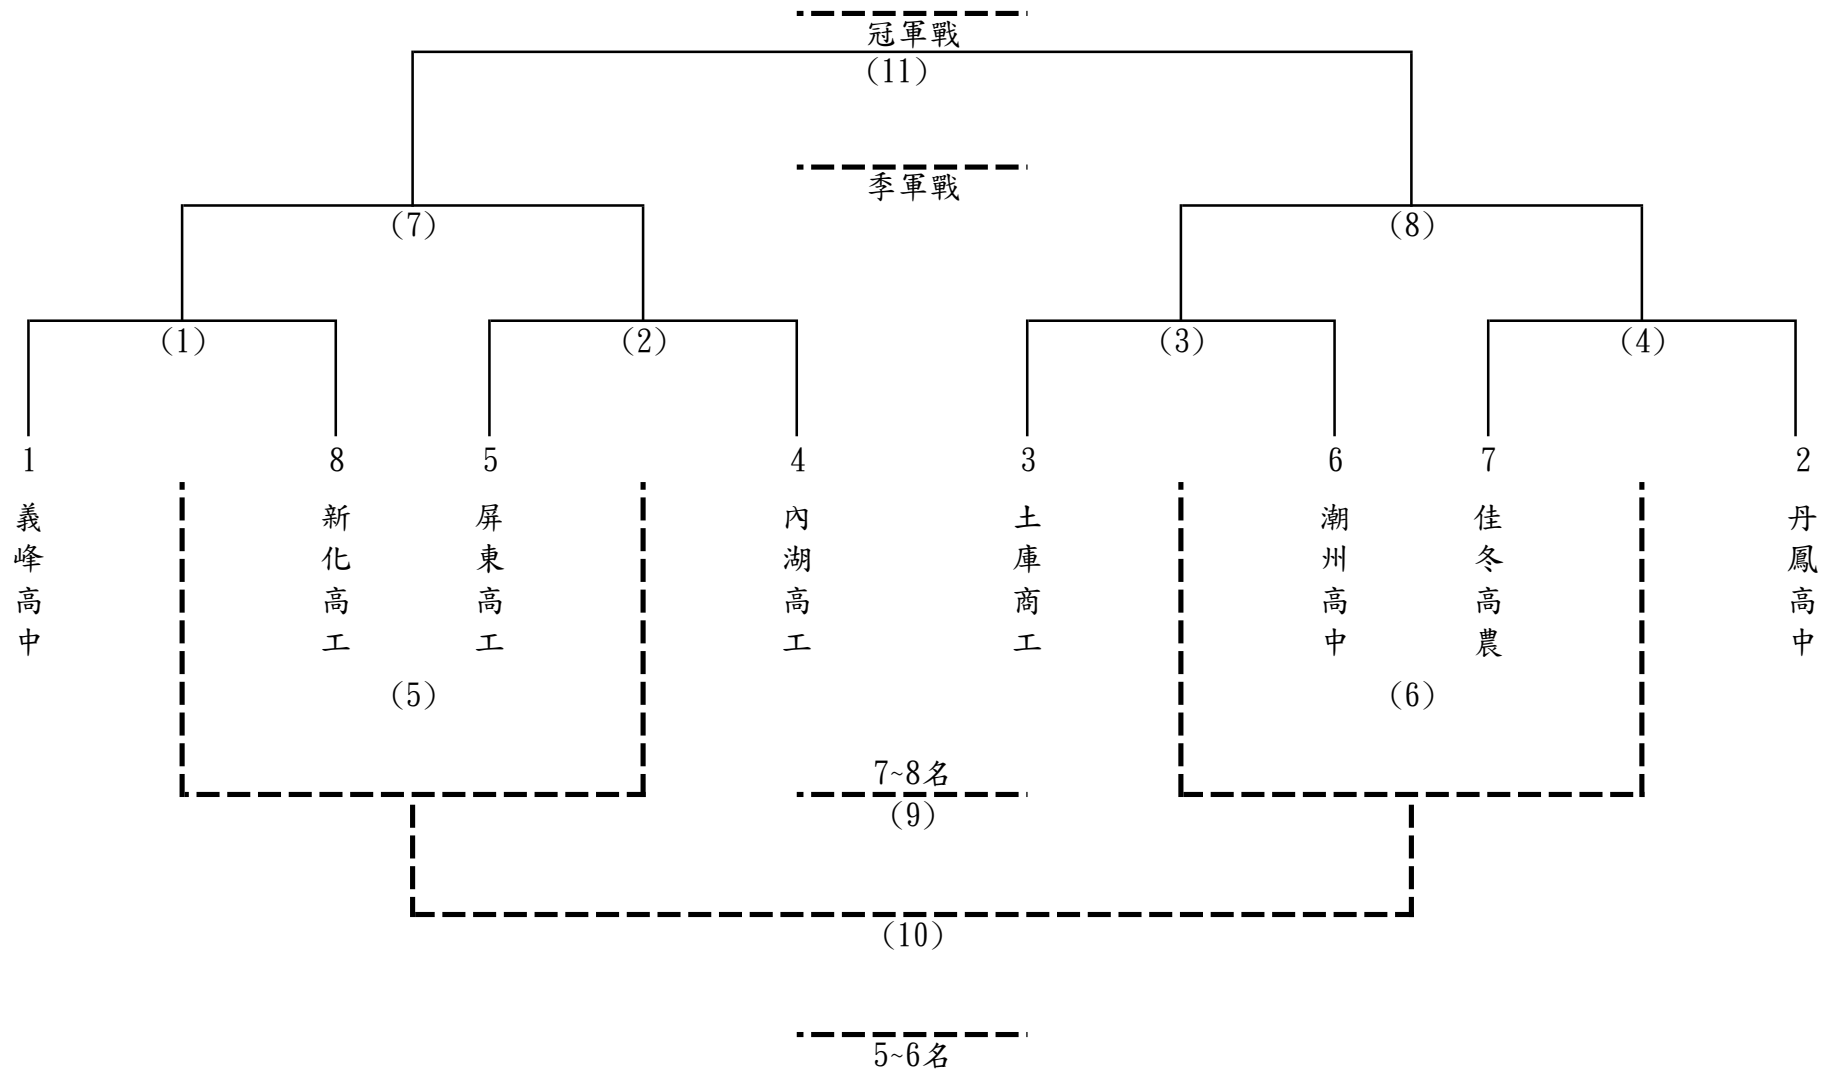 冠軍戰
(11)
季軍戰
(7)
(8)
(1)
(2)
(3)
(4)
1
8
5
4
3
6
7
2
義峰高中
新化高工
屏東高工
內湖高工
土庫商工
潮州高中
佳冬高農
丹鳳高中
(5)
(6)
7~8名
(9)
(10)
5~6名